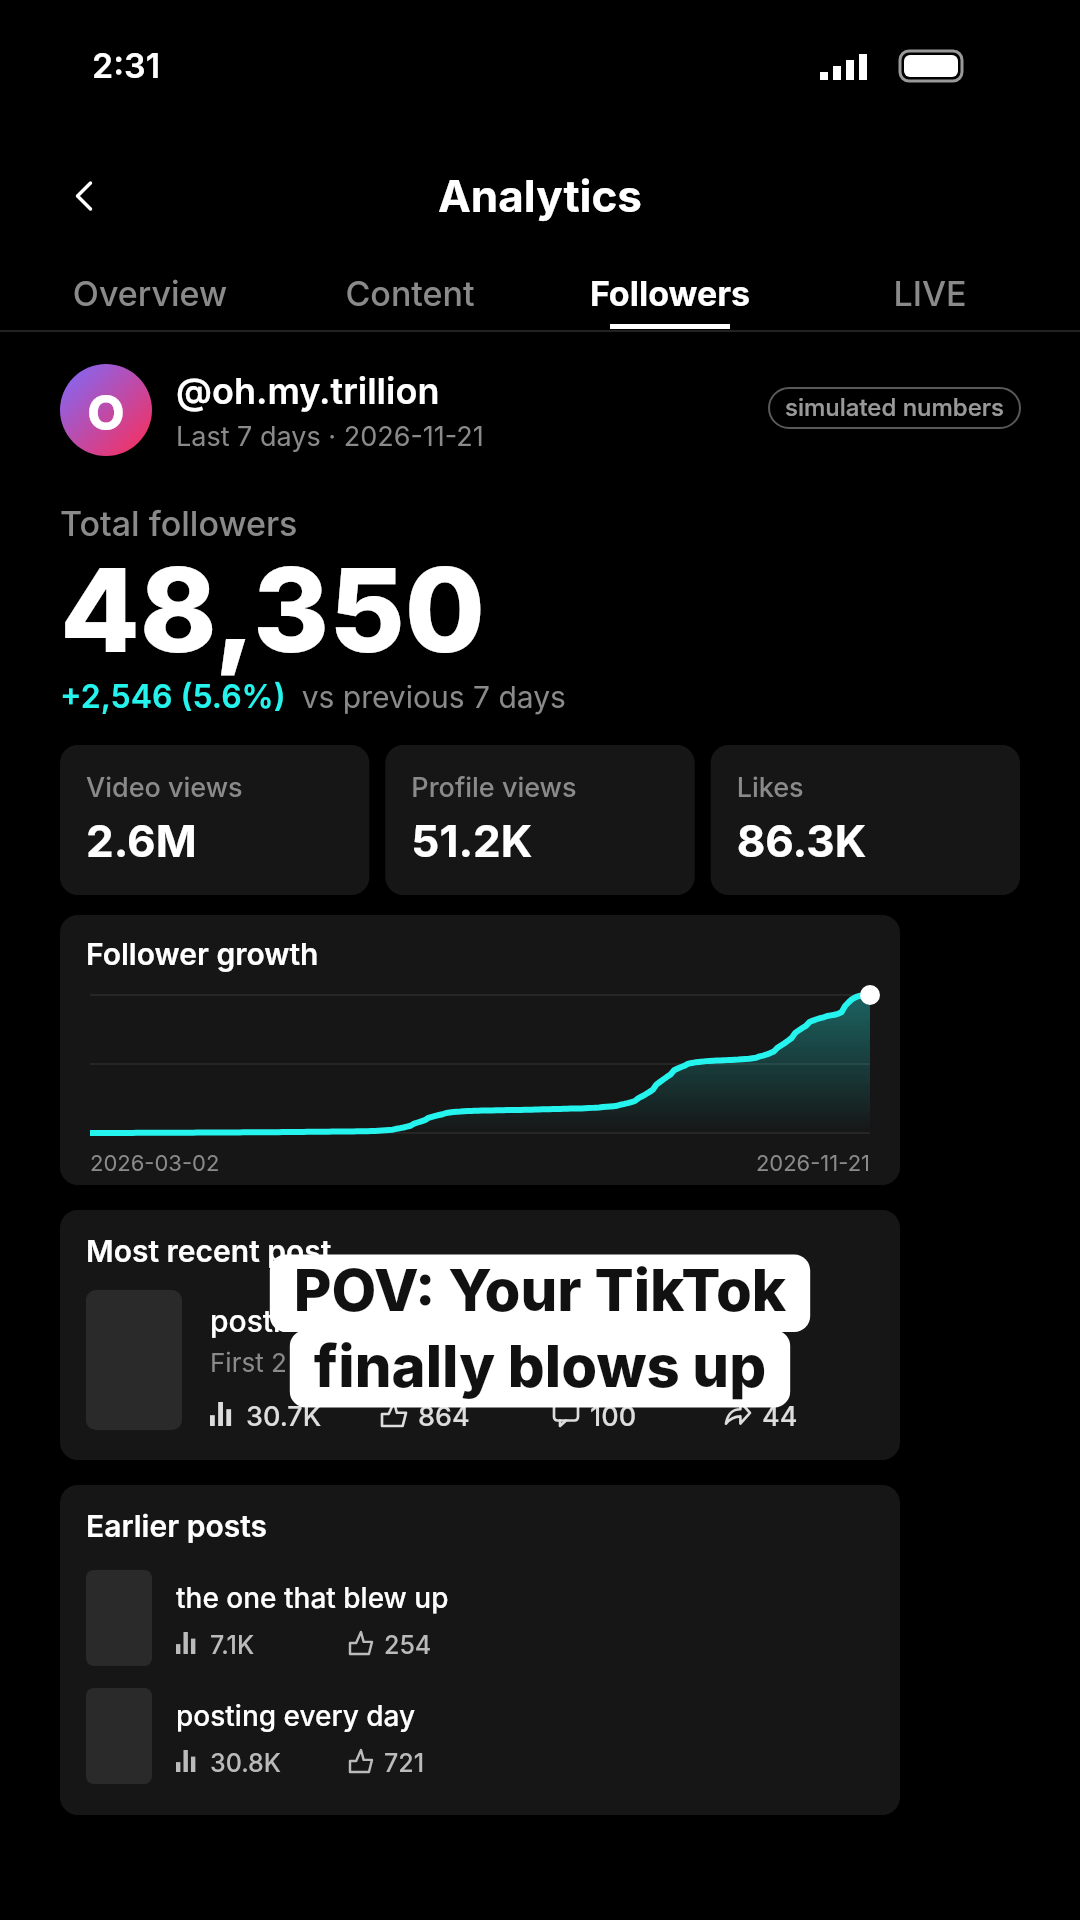 2:31
Analytics
Overview Content Followers LIVE
O
@oh.my.trillion
simulated numbers
Last 7 days · 2026-11-21
Total followers
48,350
+2,546 (5.6%) vs previous 7 days
Video views Profile views Likes
2.6M 51.2K 86.3K
Follower growth
2026-03-02 2026-11-21
Most recent post
POV: Your TikTok
finally blows up
First 2
30.7K 864 100 44
Earlier posts
the one that blew up
7.1K 254
posting every day
30.8K 721